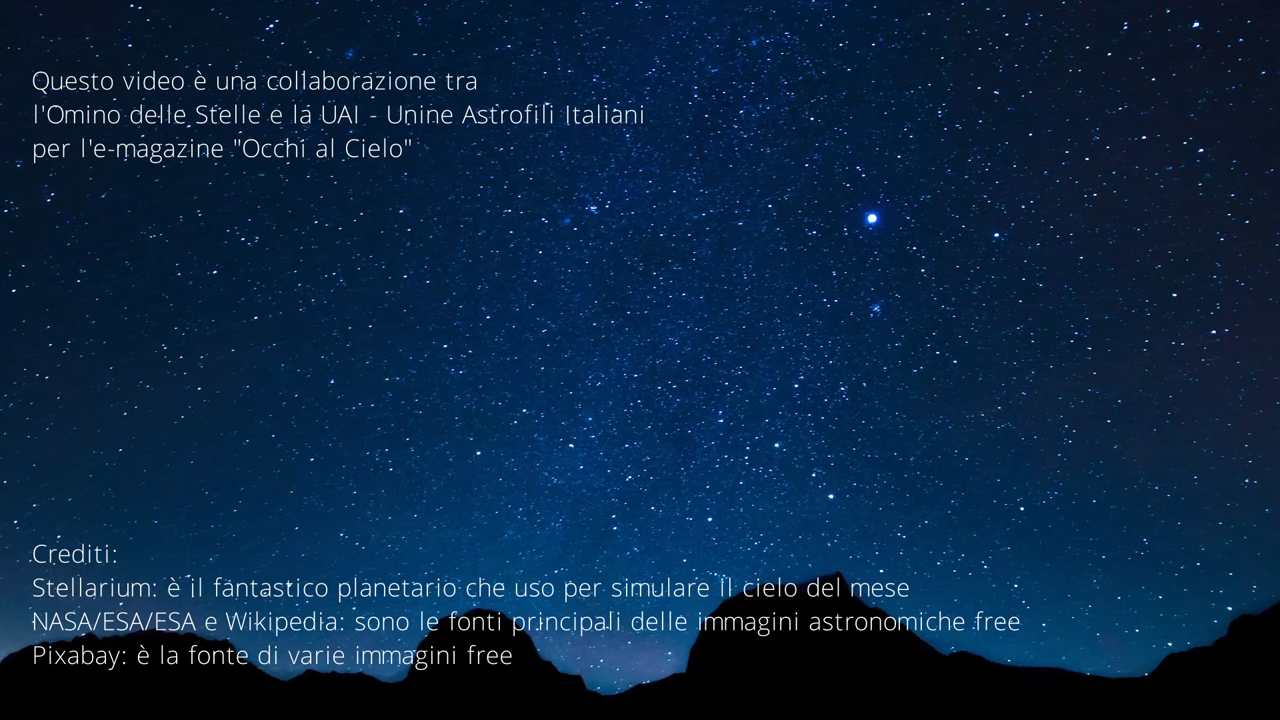 Questo video è una collaborazione tra
l'Omino delle Stelle e la UAI - Unine Astrofili Italiani
per l'e-magazine "Occhi al Cielo"
Crediti:
Stellarium: è il fantastico planetario che uso per simulare il cielo del mese
NASA/ESA/ESA e Wikipedia: sono le fonti principali delle immagini astronomiche free
Pixabay: è la fonte di varie immagini free